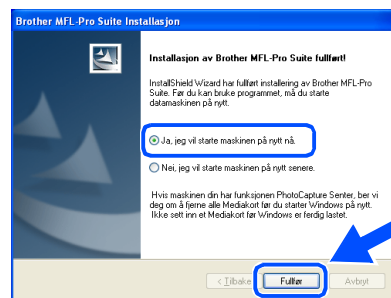 Brother MFL-Pro Suite Installasjon
Installasjon av Brother MFL-Pro Suite fullført!
InstallShield Wizard har fullført installering av Brother MFL-Pro
Suite. Før du kan bruke programmet, må du starte
datamaskinen på nytt.
Ja, jeg vil starte maskinen på nytt nå.
Nei, jeg vil starte maskinen på nytt senere.
Hvis maskinen din har funksjonen PhotoCapture Senter, ber vi
deg om å fjerne alle Mediakort før du starter Windows på nytt.
Ikke sett inn et Mediakort før Windows er ferdig lastet.
< Tilbake
Fullfør
Avbryt